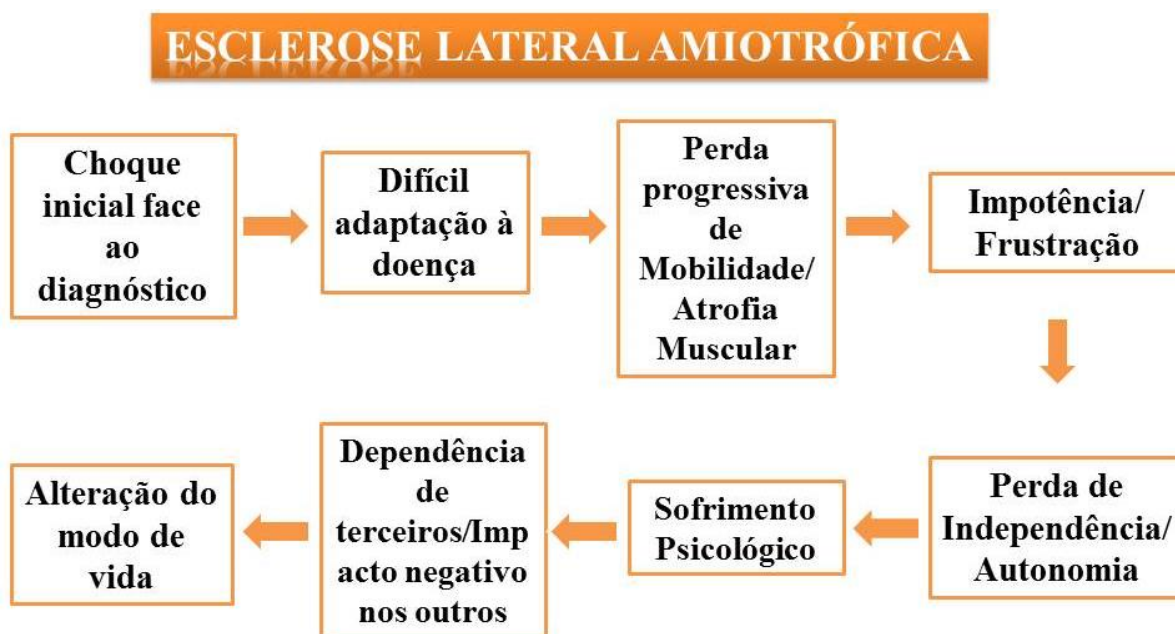 ESCLEROSE LATERAL AMIOTRÓFICA
Choque
inicial face
ao
diagnóstico
Difícil
adaptação à
doença
Perda
progressiva
de
Mobilidade/
Atrofia
Muscular
Impotência/
Frustração
Perda de
Independência/
Autonomia
Sofrimento
Psicológico
Dependência
de
terceiros/Imp
acto negativo
nos outros
Alteração do
modo de
vida